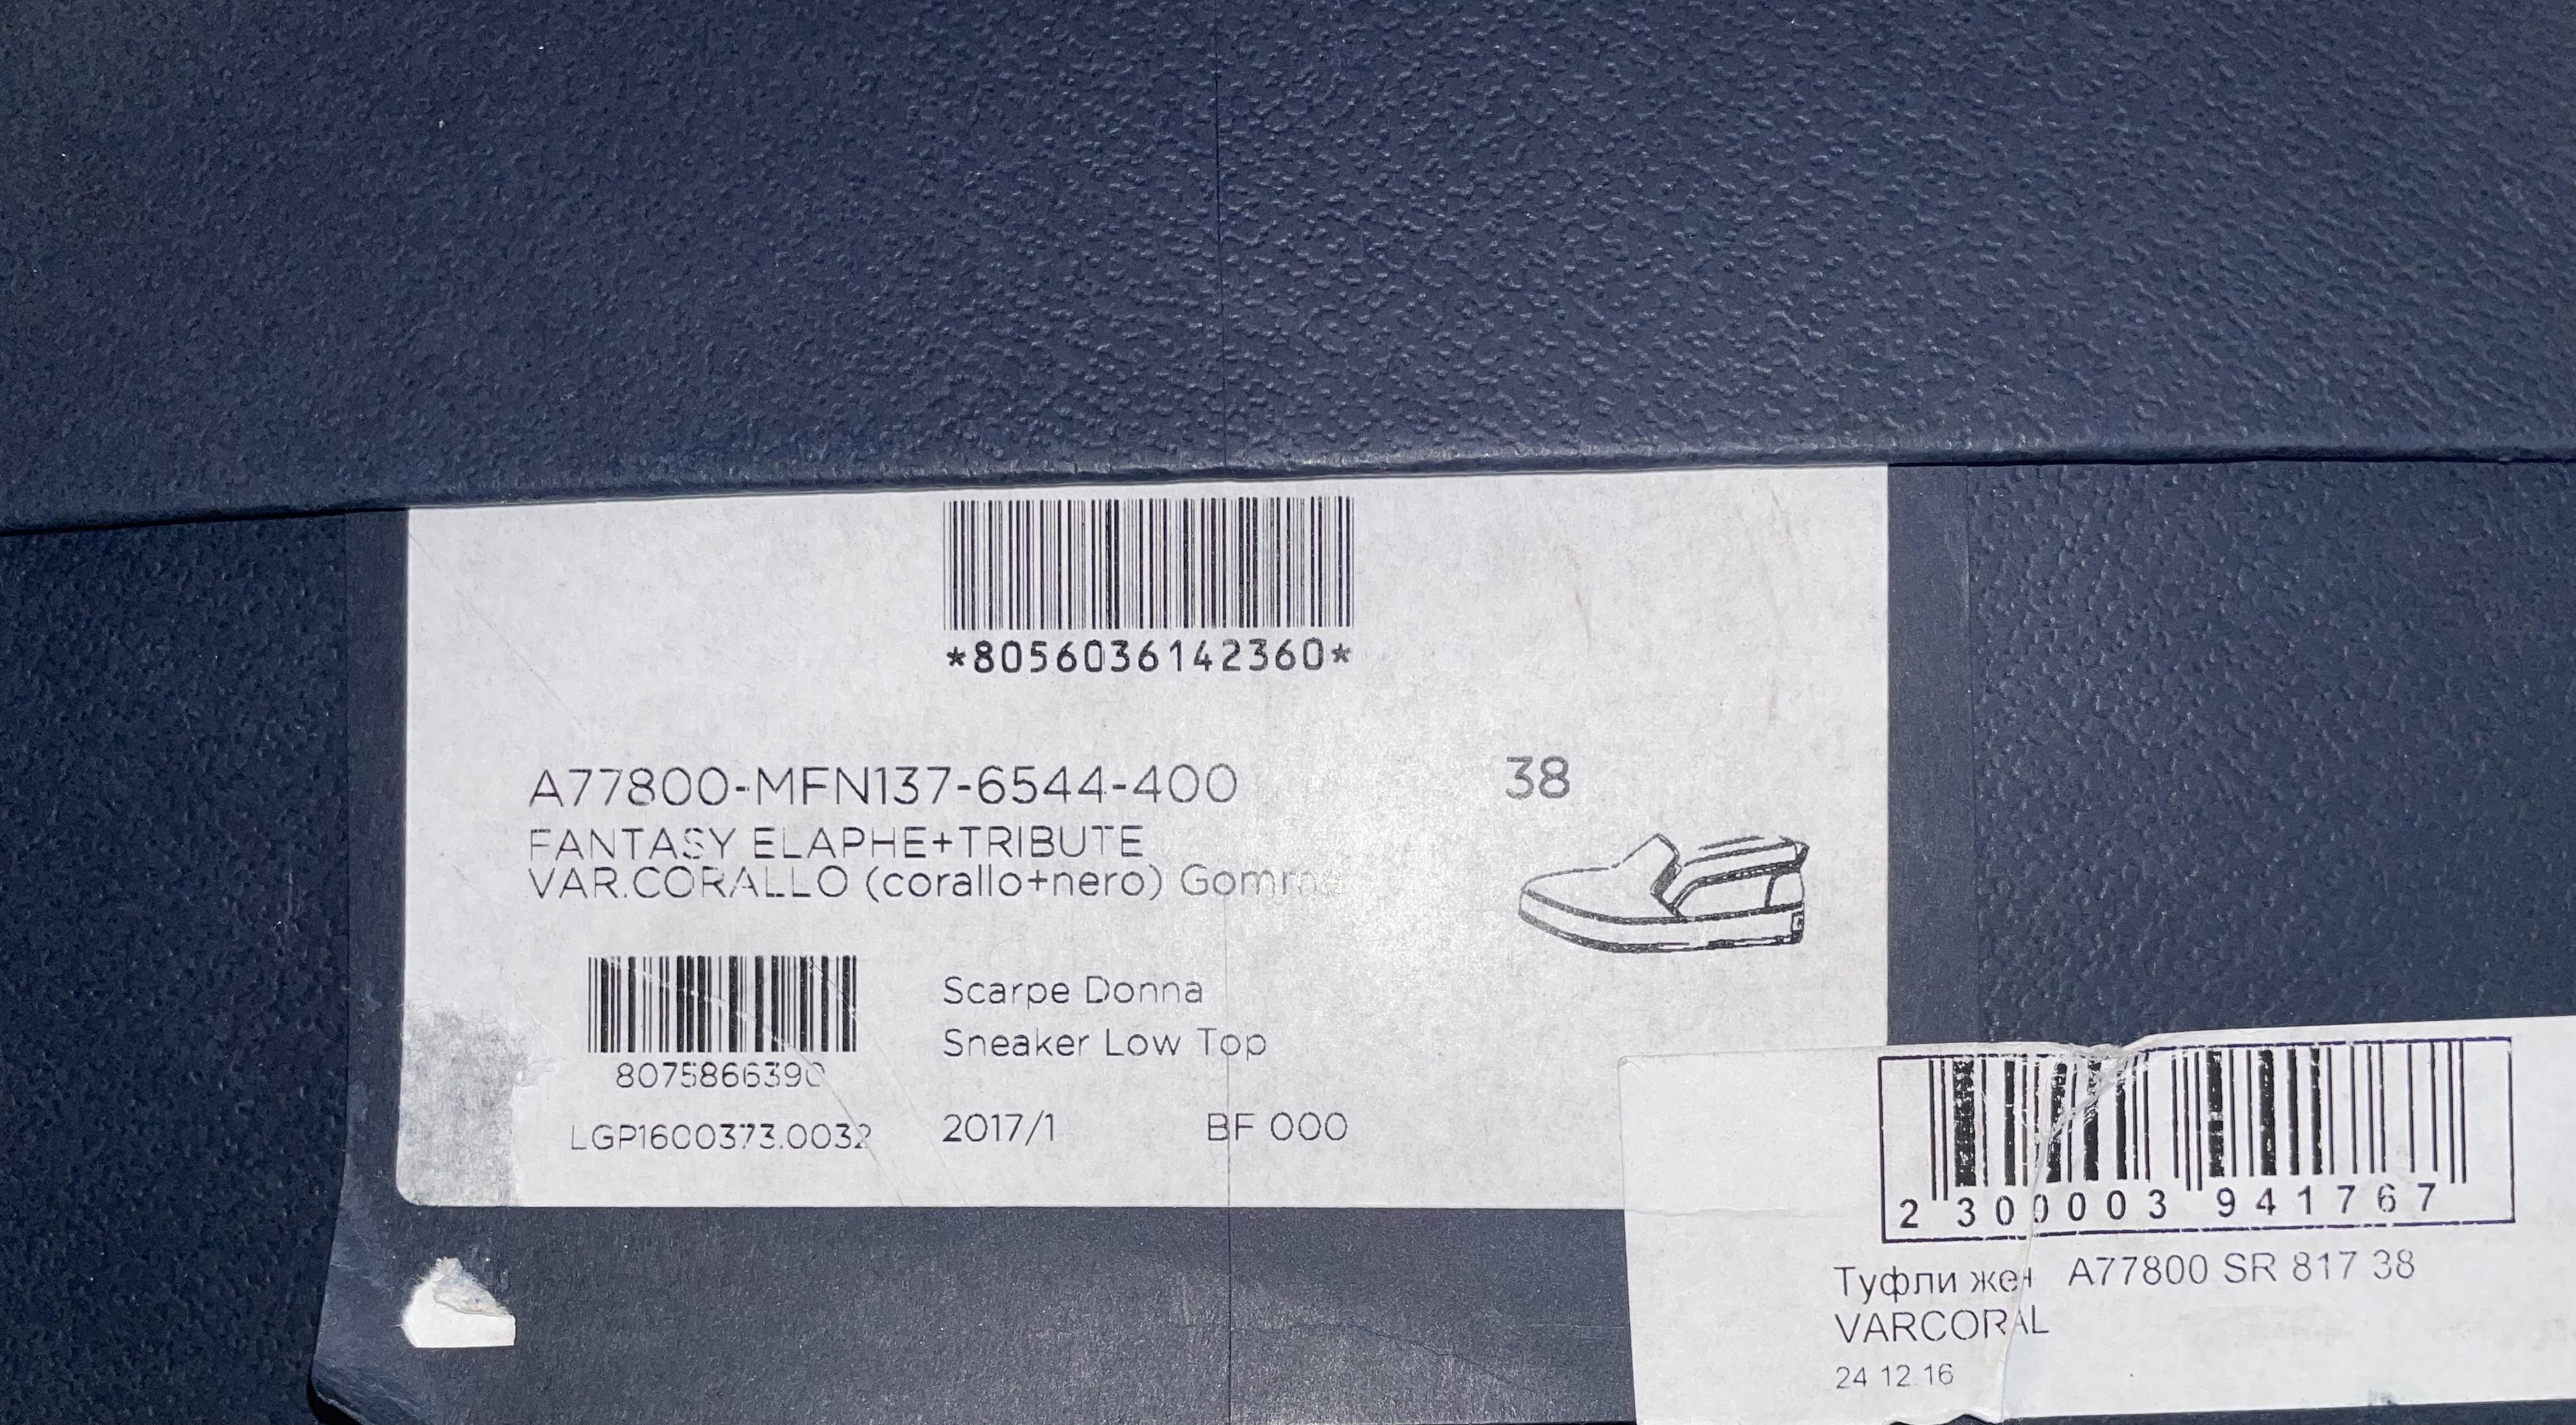 *8056036142360*
A77800-MFN137-6544-400 38
FANTASY ELAPHE+TRIBUTE
VAR.CORALLO (corallo+nero) Gomma
8075866390
Scarpe Donna
Sneaker Low Top
LGP1600373.0032 2017/1 BF 000
2 300003 941767
Туфли жен A77800 SR 817 38
VARCORAL
24 12 16